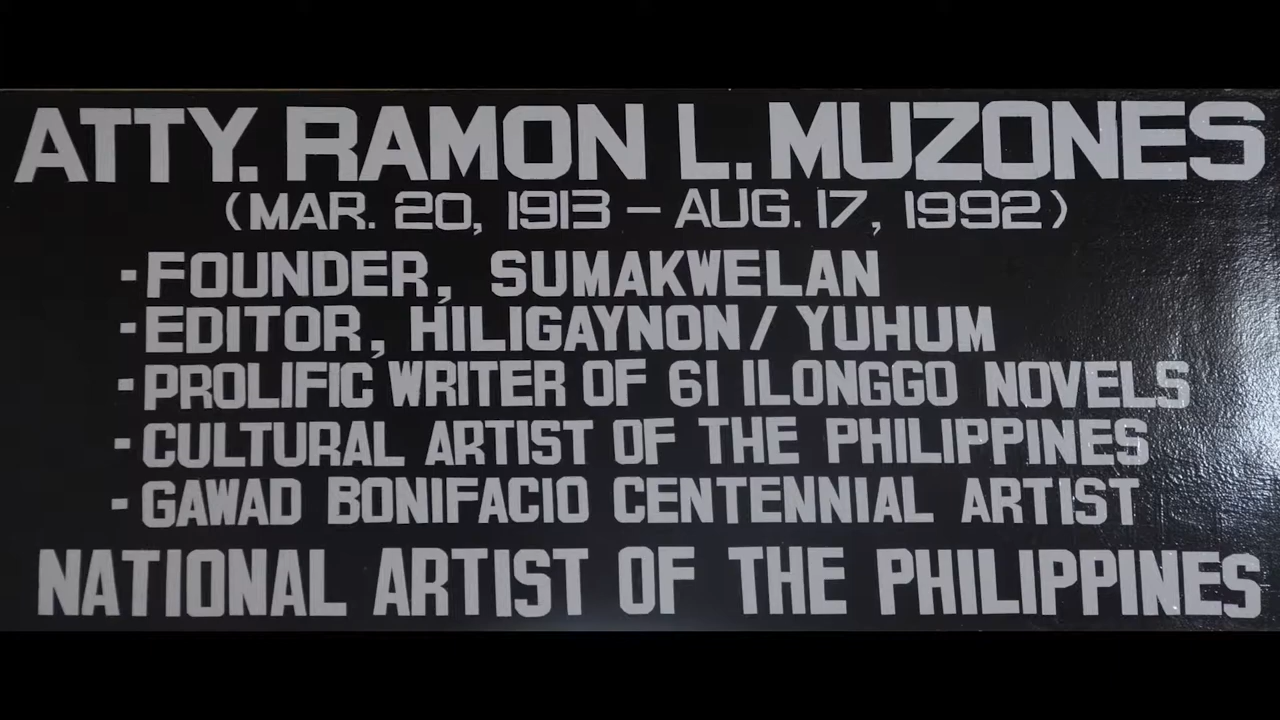 ATTY. RAMON L. MUZONES
(MAR. 20, 1913 – AUG. 17, 1992)
-FOUNDER, SUMAKWELAN
-EDITOR, HILIGAYNON/ YUHUM
-PROLIFIC WRITER OF 61 ILONGGO NOVELS
-CULTURAL ARTIST OF THE PHILIPPINES
-GAWAD BONIFACIO CENTENNIAL ARTIST
NATIONAL ARTIST OF THE PHILIPPINES